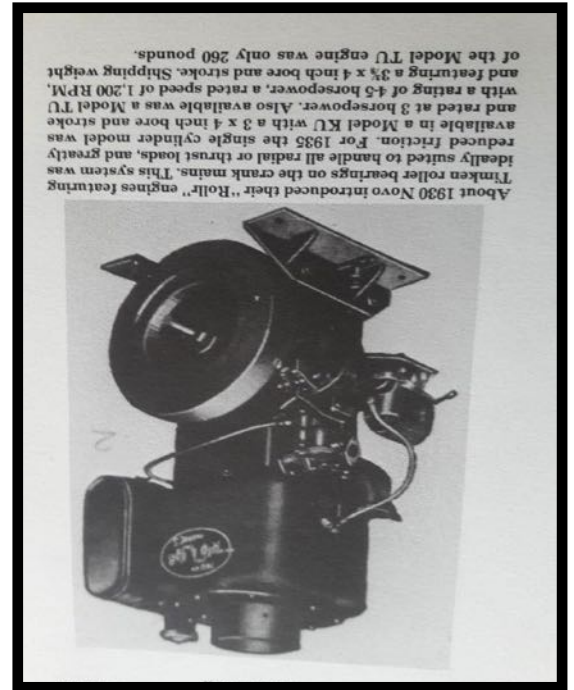 About 1930 Novo introduced their "Rollr" engines featuring
Timken roller bearings on the crank mains. This system was
ideally suited to handle all radial or thrust loads, and greatly
reduced friction. For 1935 the single cylinder model was
available in a Model KU with a 3 x 4 inch bore and stroke
and rated at 3 horsepower. Also available was a Model TU
with a rating of 4-5 horsepower, a rated speed of 1,200 RPM,
and featuring a x 4 inch bore and stroke. Shipping weight
of the Model TU engine was only 260 pounds.